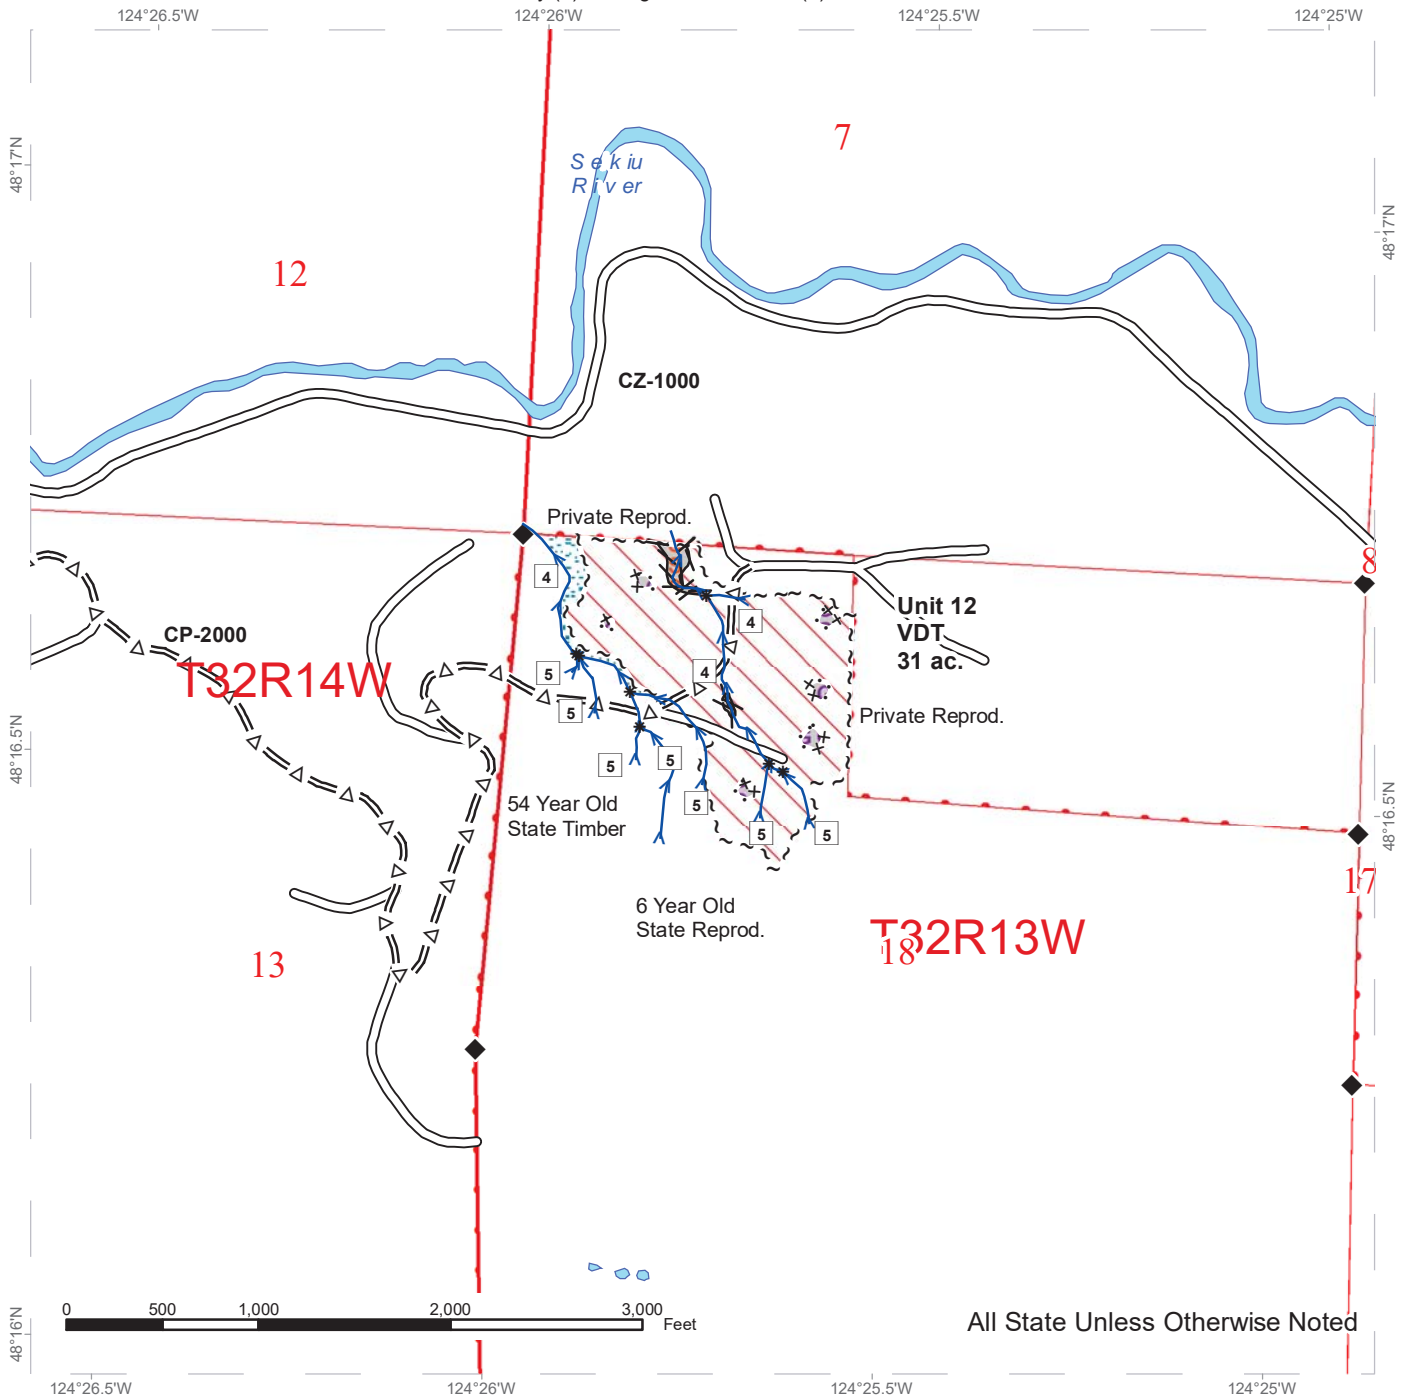 124°26.5'W
124°26'W
124°25.5'W
124°25'W
48°17'N
7
Sekiu
River
48°17'N
12
CZ-1000
Private Reprod.
8
4
Unit 12
VDT
31 ac.
4
CP-2000
T32R14W
5
4
5
Private Reprod.
48°16.5'N
5
5
54 Year Old
State Timber
5
5
5
48°16.5'N
17
6 Year Old
State Reprod.
T32R13W
18
13
0
500
1,000
2,000
3,000
Feet
All State Unless Otherwise Noted
48°16'N
124°26.5'W
124°26'W
124°25.5'W
124°25'W